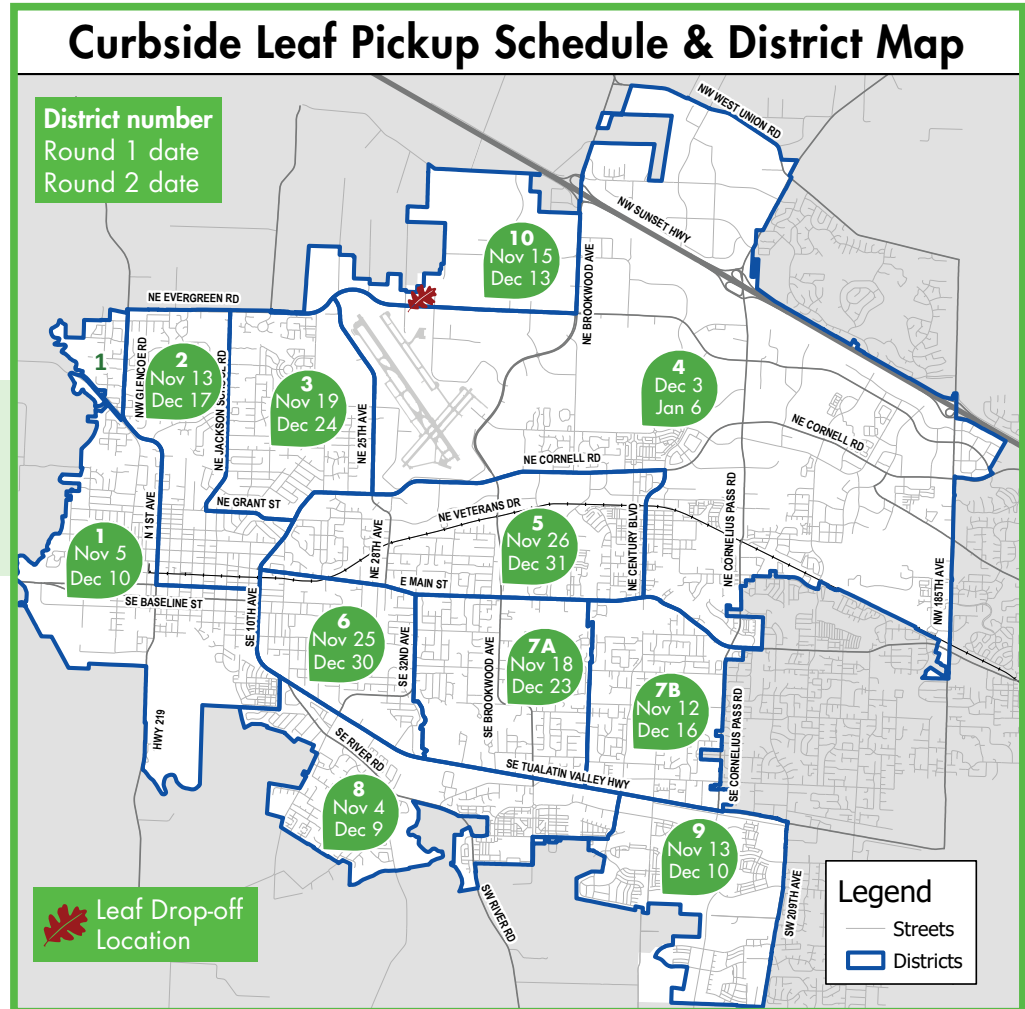 Curbside Leaf Pickup Schedule & District Map
District number
Round 1 date
Round 2 date
NW WEST UNION RD
NW SUNSET HWY
10
Nov 15
Dec 13
NE BROOKWOOD AVE
NE EVERGREEN RD
1
NW GLENCOE RD
2
Nov 13
Dec 17
NE JACKSON SCHOOL RD
3
Nov 19
Dec 24
NE 25TH AVE
4
Dec 3
Jan 6
NE CORNELL RD
NE CORNELL RD
NE GRANT ST
N 1ST AVE
NE VETERANS DR
NE 28TH AVE
5
Nov 26
Dec 31
NE CENTURY BLVD
NE CORNELIUS PASS RD
1
Nov 5
Dec 10
E MAIN ST
SE BASELINE ST
SE 10TH AVE
NW 185TH AVE
6
Nov 25
Dec 30
SE 32ND AVE
SE BROOKWOOD AVE
7A
Nov 18
Dec 23
7B
Nov 12
Dec 16
SE CORNELIUS PASS RD
HWY 219
SE RIVER RD
SE TUALATIN VALLEY HWY
8
Nov 4
Dec 9
9
Nov 13
Dec 10
SW 209TH AVE
SW RIVER RD
Leaf Drop-off
Location
Legend
Streets
Districts